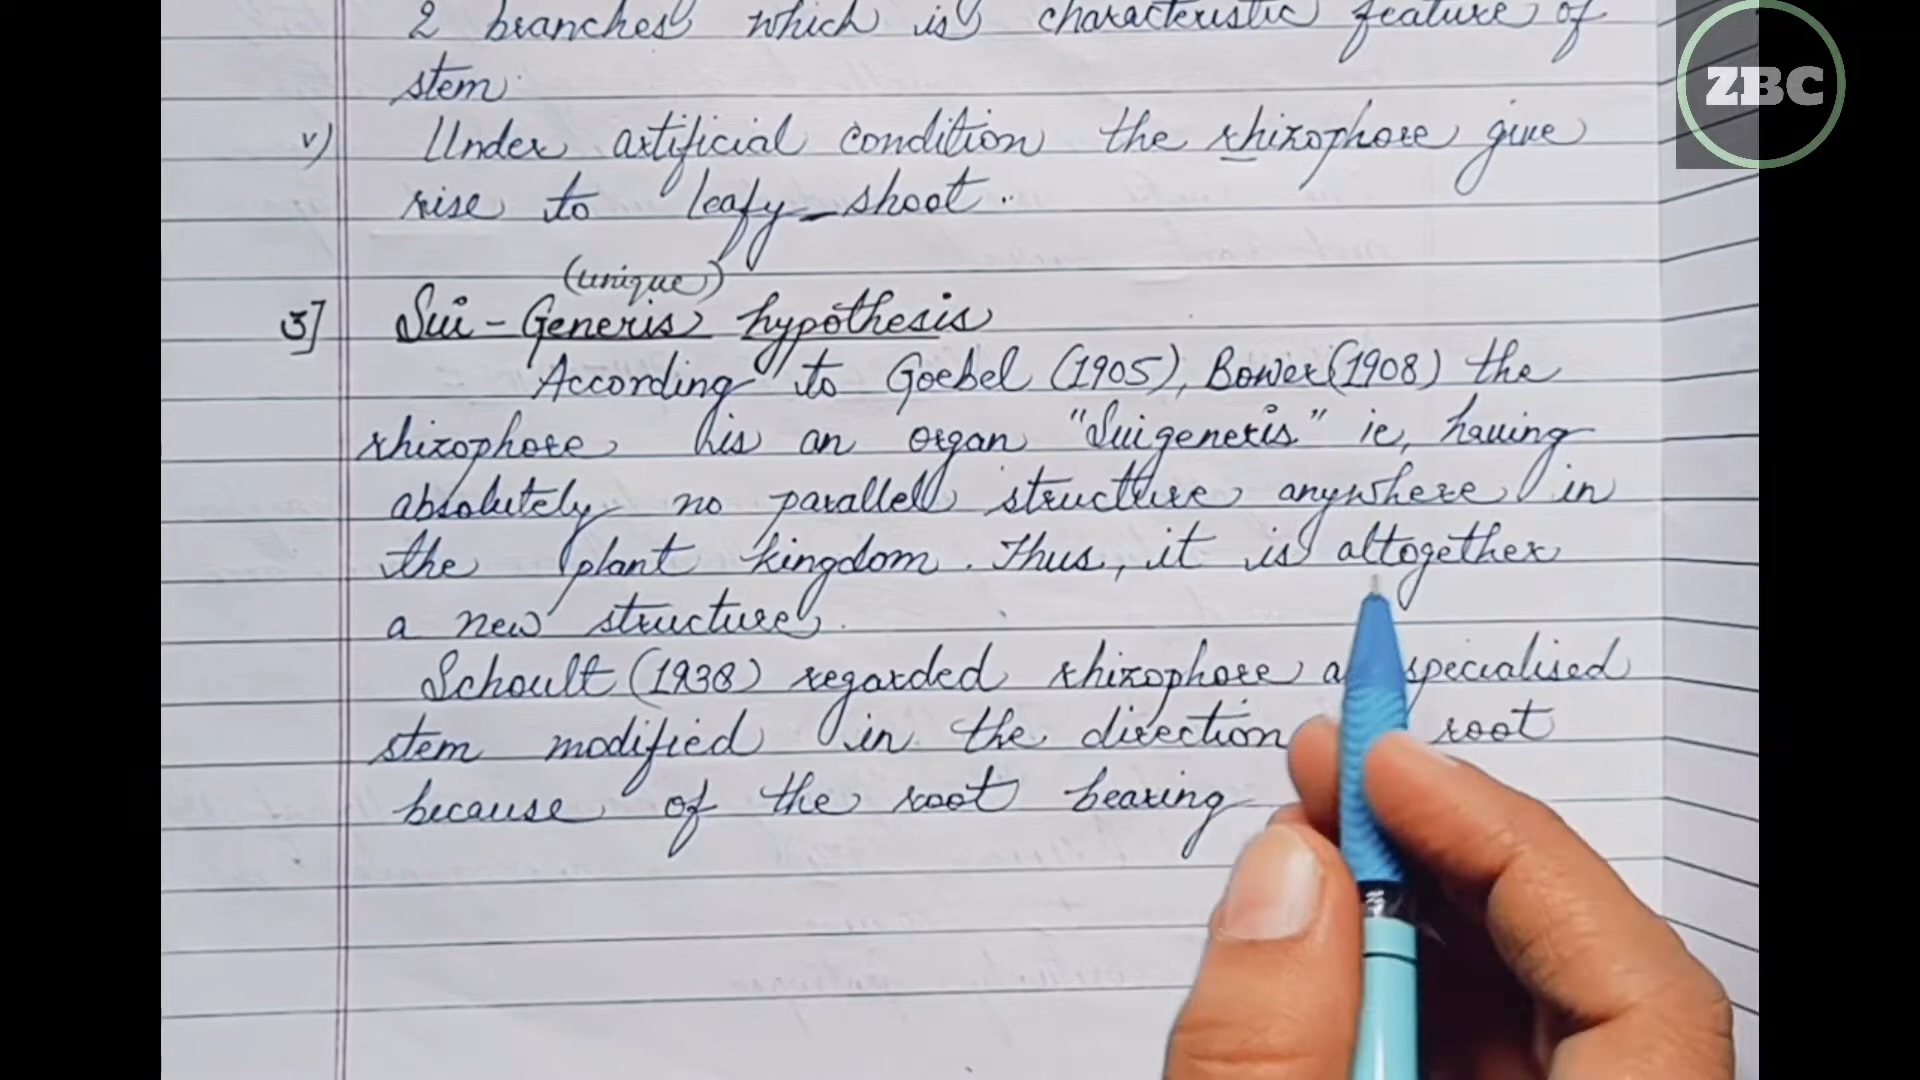 2 branches which is characteristic feature of
stem.
ZBC
v) Under artificial condition the rhizophore give
rise to leafy shoot.
(unique)
3] Sui-Generis hypothesis
According to Goebel (1905), Bower (1908) the
rhizophore is an organ "Suigeneris" ie, having
absolutely no parallel structure anywhere in
the plant kingdom. Thus, it is altogether
a new structure.
Schoult (1938) regarded rhizophore specialised
stem modified in the direction root
because of the root bearing